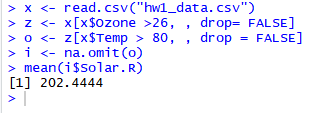 > x <- read.csv("hw1_data.csv")
> z <- x[x$Ozone >26, , drop= FALSE]
> o <- z[x$Temp > 80, , drop = FALSE]
> i <- na.omit(o)
> mean(i$Solar.R)
[1] 202.4444
>